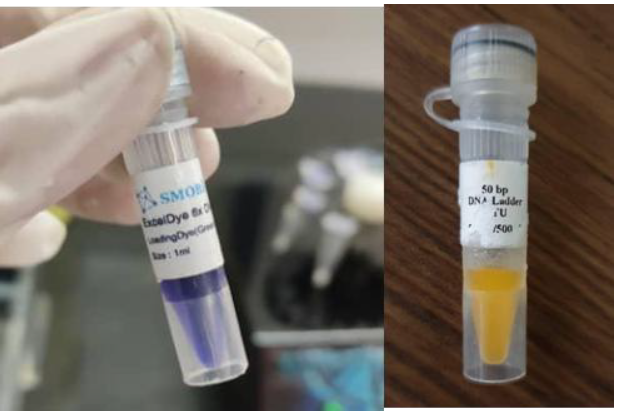 SMOB
ExcelDye 6x D
LoadingDye(Gree
Size : 1ml
50 bp
DNA Ladder
/500